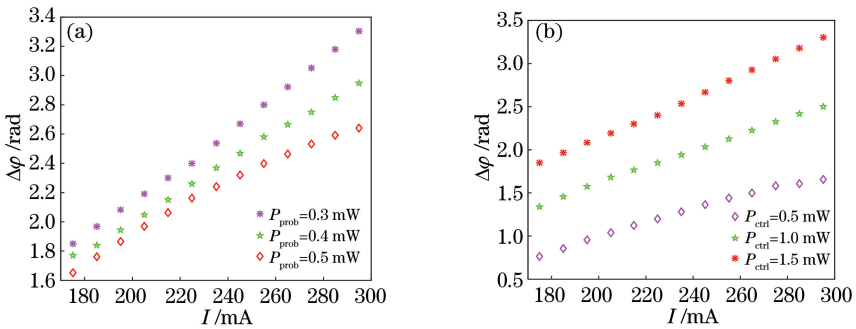 (a)
3.4
3.2
3.0
2.8
2.6
2.4
2.2
2.0
1.8
1.6
Δφ /rad
P_prob=0.3 mW
P_prob=0.4 mW
P_prob=0.5 mW
180 200 220 240 260 280 300
I /mA
(b)
3.5
3.0
2.5
2.0
1.5
1.0
0.5
Δφ /rad
P_ctrl=0.5 mW
P_ctrl=1.0 mW
P_ctrl=1.5 mW
180 200 220 240 260 280 300
I /mA